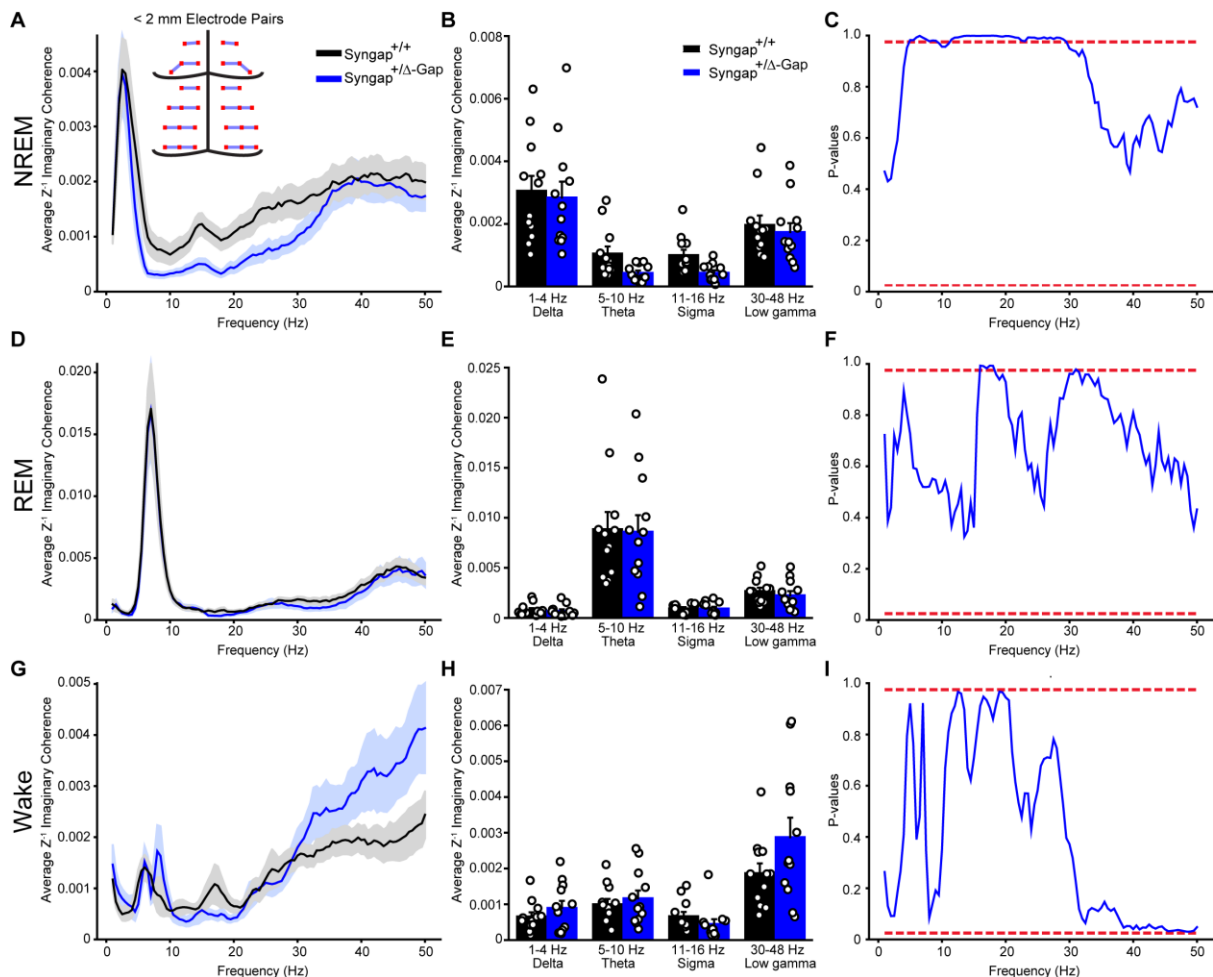 A
< 2 mm Electrode Pairs
Syngap+/+
Syngap+/Δ-Gap
NREM
Average Z-1 Imaginary Coherence
0.004
0.003
0.002
0.001
0
0 10 20 30 40 50
Frequency (Hz)
B
Syngap+/+
Syngap+/Δ-Gap
Average Z-1 Imaginary Coherence
0.008
0.006
0.004
0.002
0
1-4 Hz 5-10 Hz 11-16 Hz 30-48 Hz
Delta Theta Sigma Low gamma
C
P-values
1.0
0.8
0.6
0.4
0.2
0
0 10 20 30 40 50
Frequency (Hz)
D
REM
Average Z-1 Imaginary Coherence
0.020
0.015
0.010
0.005
0
0 10 20 30 40 50
Frequency (Hz)
E
Average Z-1 Imaginary Coherence
0.025
0.020
0.015
0.010
0.005
0
1-4 Hz 5-10 Hz 11-16 Hz 30-48 Hz
Delta Theta Sigma Low gamma
F
P-values
1.0
0.8
0.6
0.4
0.2
0
0 10 20 30 40 50
Frequency (Hz)
G
Wake
Average Z-1 Imaginary Coherence
0.005
0.004
0.003
0.002
0.001
0
0 10 20 30 40 50
Frequency (Hz)
H
Average Z-1 Imaginary Coherence
0.007
0.006
0.005
0.004
0.003
0.002
0.001
0
1-4 Hz 5-10 Hz 11-16 Hz 30-48 Hz
Delta Theta Sigma Low gamma
I
P-values
1.0
0.8
0.6
0.4
0.2
0
0 10 20 30 40 50
Frequency (Hz)